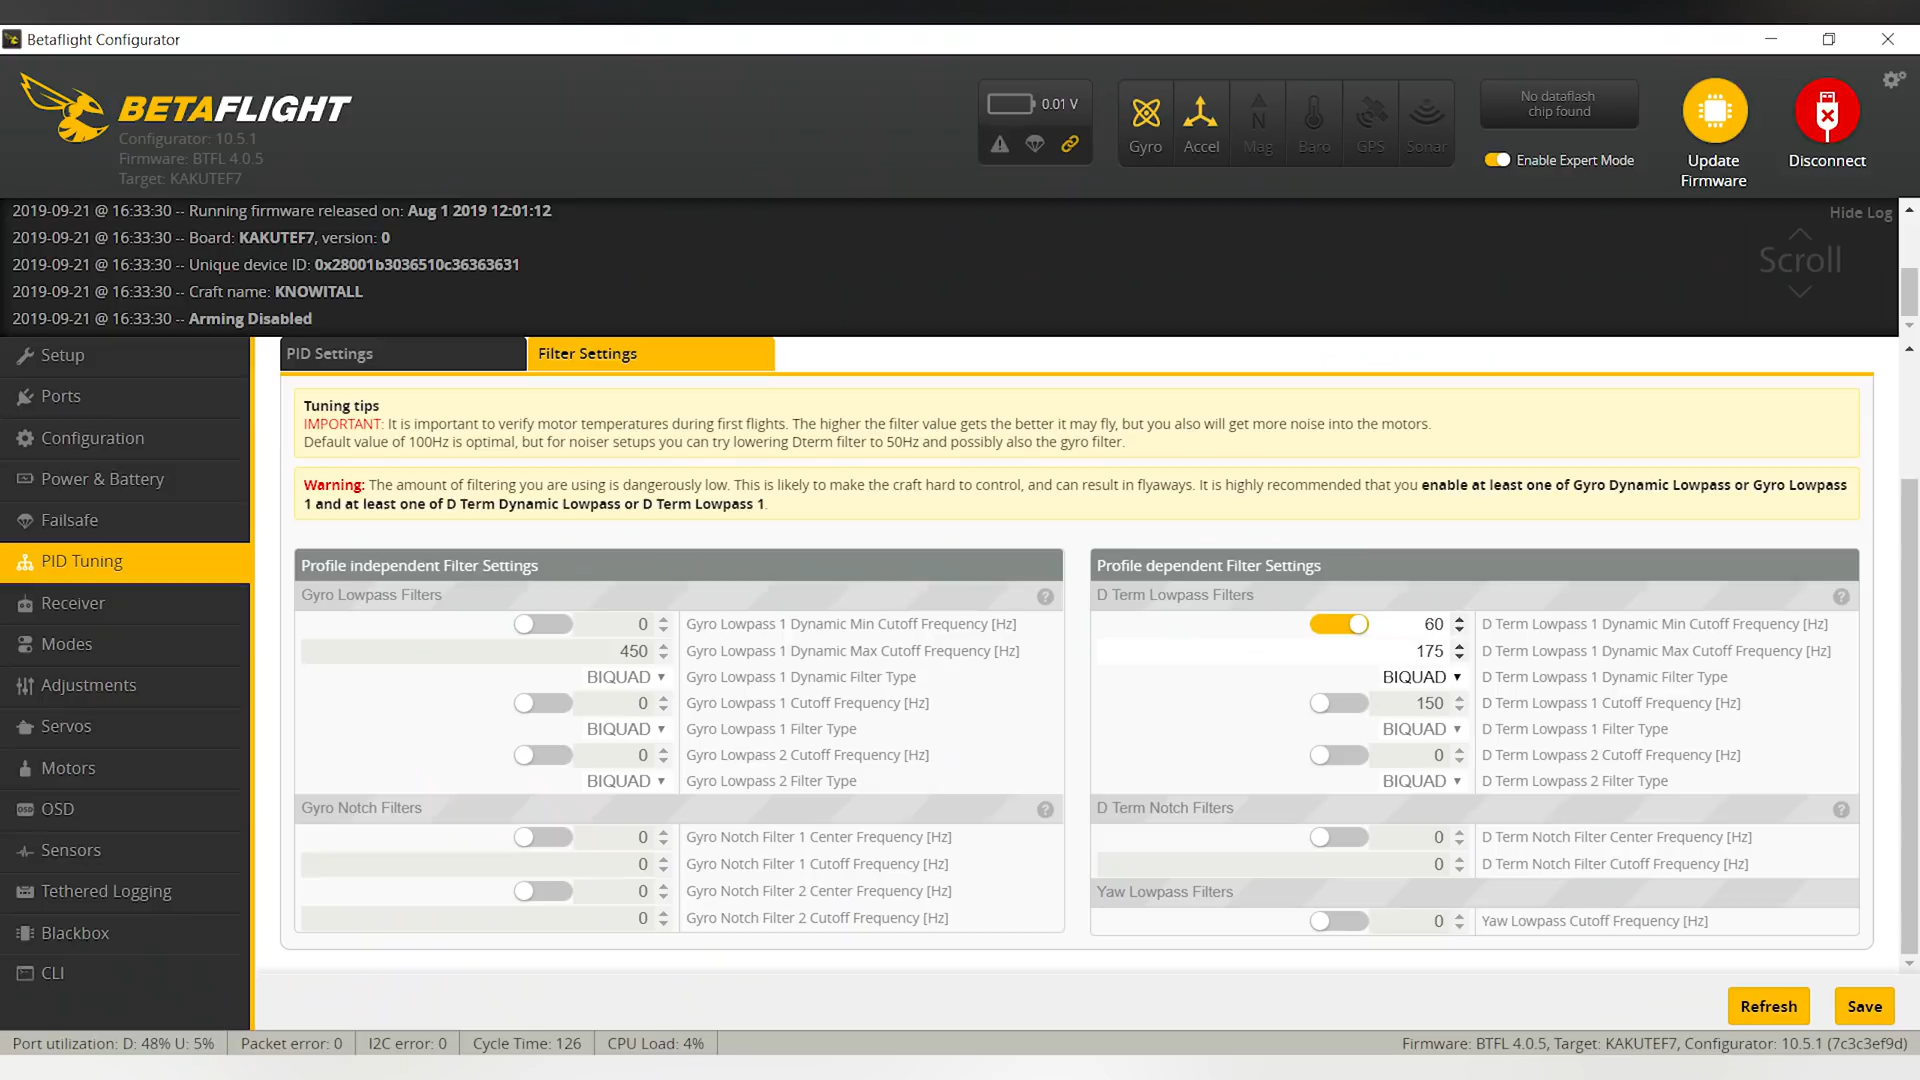 Betaflight Configurator
BETAFLIGHT
Configurator: 10.5.1
Firmware: BTFL 4.0.5
Target: KAKUTEF7
0.01 V
Gyro
Accel
Mag
Baro
GPS
Sonar
No dataflash
chip found
Enable Expert Mode
Update
Firmware
Disconnect
2019-09-21 @ 16:33:30 -- Running firmware released on: Aug 1 2019 12:01:12
2019-09-21 @ 16:33:30 -- Board: KAKUTEF7, version: 0
2019-09-21 @ 16:33:30 -- Unique device ID: 0x28001b3036510c36363631
2019-09-21 @ 16:33:30 -- Craft name: KNOWITALL
2019-09-21 @ 16:33:30 -- Arming Disabled
Hide Log
Scroll
Setup
Ports
Configuration
Power & Battery
Failsafe
PID Tuning
Receiver
Modes
Adjustments
Servos
Motors
OSD
Sensors
Tethered Logging
Blackbox
CLI
PID Settings
Filter Settings
Tuning tips
IMPORTANT: It is important to verify motor temperatures during first flights. The higher the filter value gets the better it may fly, but you also will get more noise into the motors.
Default value of 100Hz is optimal, but for noiser setups you can try lowering Dterm filter to 50Hz and possibly also the gyro filter.
Warning: The amount of filtering you are using is dangerously low. This is likely to make the craft hard to control, and can result in flyaways. It is highly recommended that you enable at least one of Gyro Dynamic Lowpass or Gyro Lowpass
1 and at least one of D Term Dynamic Lowpass or D Term Lowpass 1.
Profile independent Filter Settings
Gyro Lowpass Filters
0 Gyro Lowpass 1 Dynamic Min Cutoff Frequency [Hz]
450 Gyro Lowpass 1 Dynamic Max Cutoff Frequency [Hz]
BIQUAD Gyro Lowpass 1 Dynamic Filter Type
0 Gyro Lowpass 1 Cutoff Frequency [Hz]
BIQUAD Gyro Lowpass 1 Filter Type
0 Gyro Lowpass 2 Cutoff Frequency [Hz]
BIQUAD Gyro Lowpass 2 Filter Type
Gyro Notch Filters
0 Gyro Notch Filter 1 Center Frequency [Hz]
0 Gyro Notch Filter 1 Cutoff Frequency [Hz]
0 Gyro Notch Filter 2 Center Frequency [Hz]
0 Gyro Notch Filter 2 Cutoff Frequency [Hz]
Profile dependent Filter Settings
D Term Lowpass Filters
60 D Term Lowpass 1 Dynamic Min Cutoff Frequency [Hz]
175 D Term Lowpass 1 Dynamic Max Cutoff Frequency [Hz]
BIQUAD D Term Lowpass 1 Dynamic Filter Type
150 D Term Lowpass 1 Cutoff Frequency [Hz]
BIQUAD D Term Lowpass 1 Filter Type
0 D Term Lowpass 2 Cutoff Frequency [Hz]
BIQUAD D Term Lowpass 2 Filter Type
D Term Notch Filters
0 D Term Notch Filter Center Frequency [Hz]
0 D Term Notch Filter Cutoff Frequency [Hz]
Yaw Lowpass Filters
0 Yaw Lowpass Cutoff Frequency [Hz]
Refresh
Save
Port utilization: D: 48% U: 5%
Packet error: 0
I2C error: 0
Cycle Time: 126
CPU Load: 4%
Firmware: BTFL 4.0.5, Target: KAKUTEF7, Configurator: 10.5.1 (7c3c3ef9d)